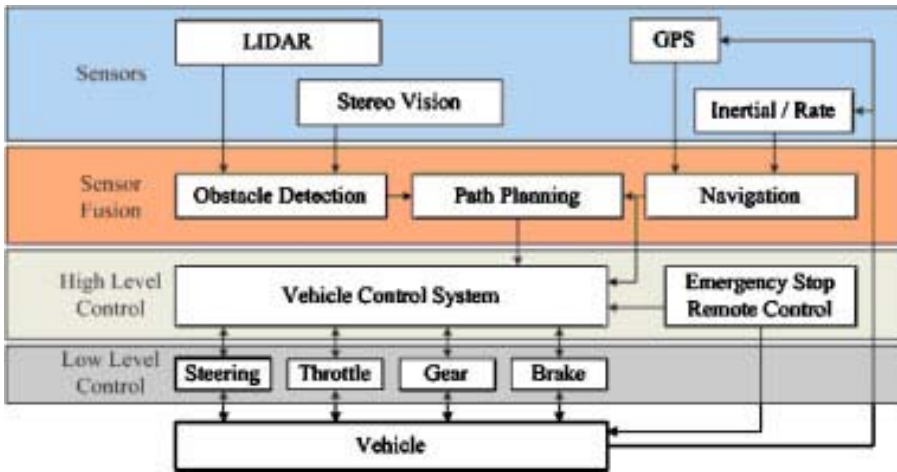 LIDAR
GPS
Sensors
Stereo Vision
Inertial / Rate
Sensor
Fusion
Obstacle Detection
Path Planning
Navigation
High Level
Control
Vehicle Control System
Emergency Stop
Remote Control
Low Level
Control
Steering
Throttle
Gear
Brake
Vehicle